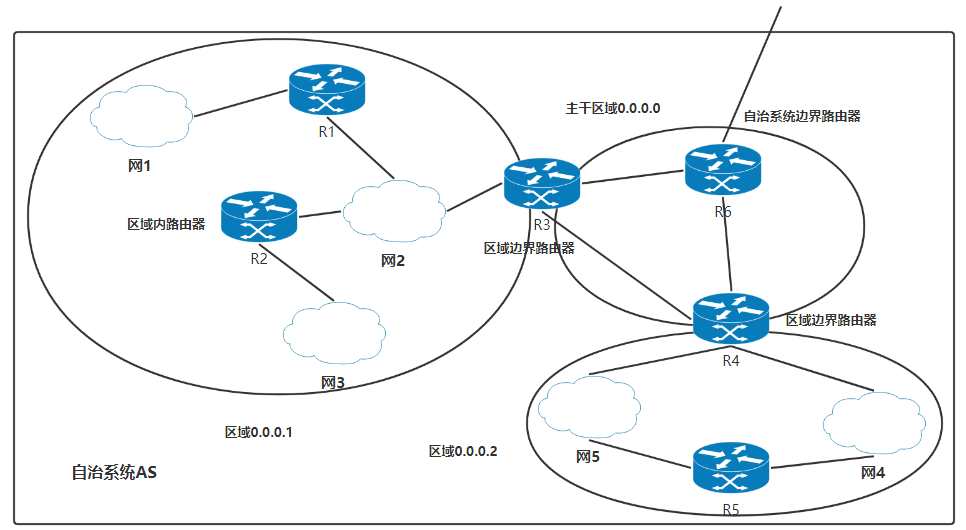 主干区域0.0.0.0
自治系统边界路由器
R1
网1
R6
R3
区域内路由器
区域边界路由器
网2
R2
区域边界路由器
R4
网3
区域0.0.0.1
区域0.0.0.2
网5
网4
自治系统AS
R5